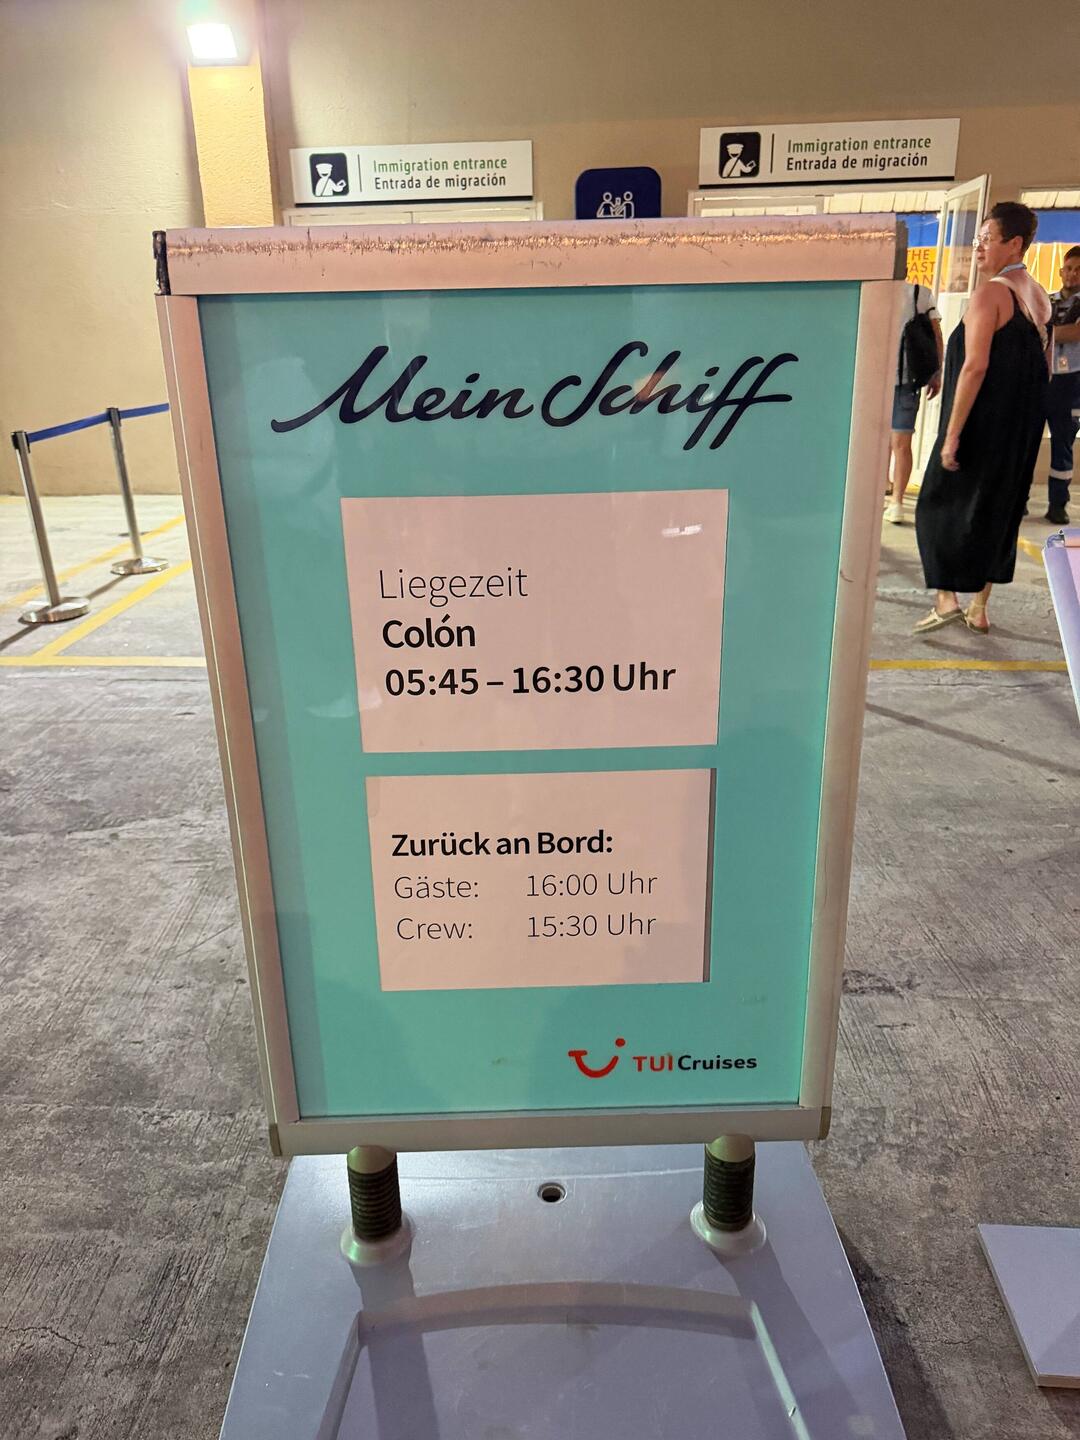 Immigration entrance
Entrada de migración
Immigration entrance
Entrada de migración
Mein Schiff
Liegezeit
Colón
05:45 – 16:30 Uhr
Zurück an Bord:
Gäste: 16:00 Uhr
Crew: 15:30 Uhr
TUI Cruises